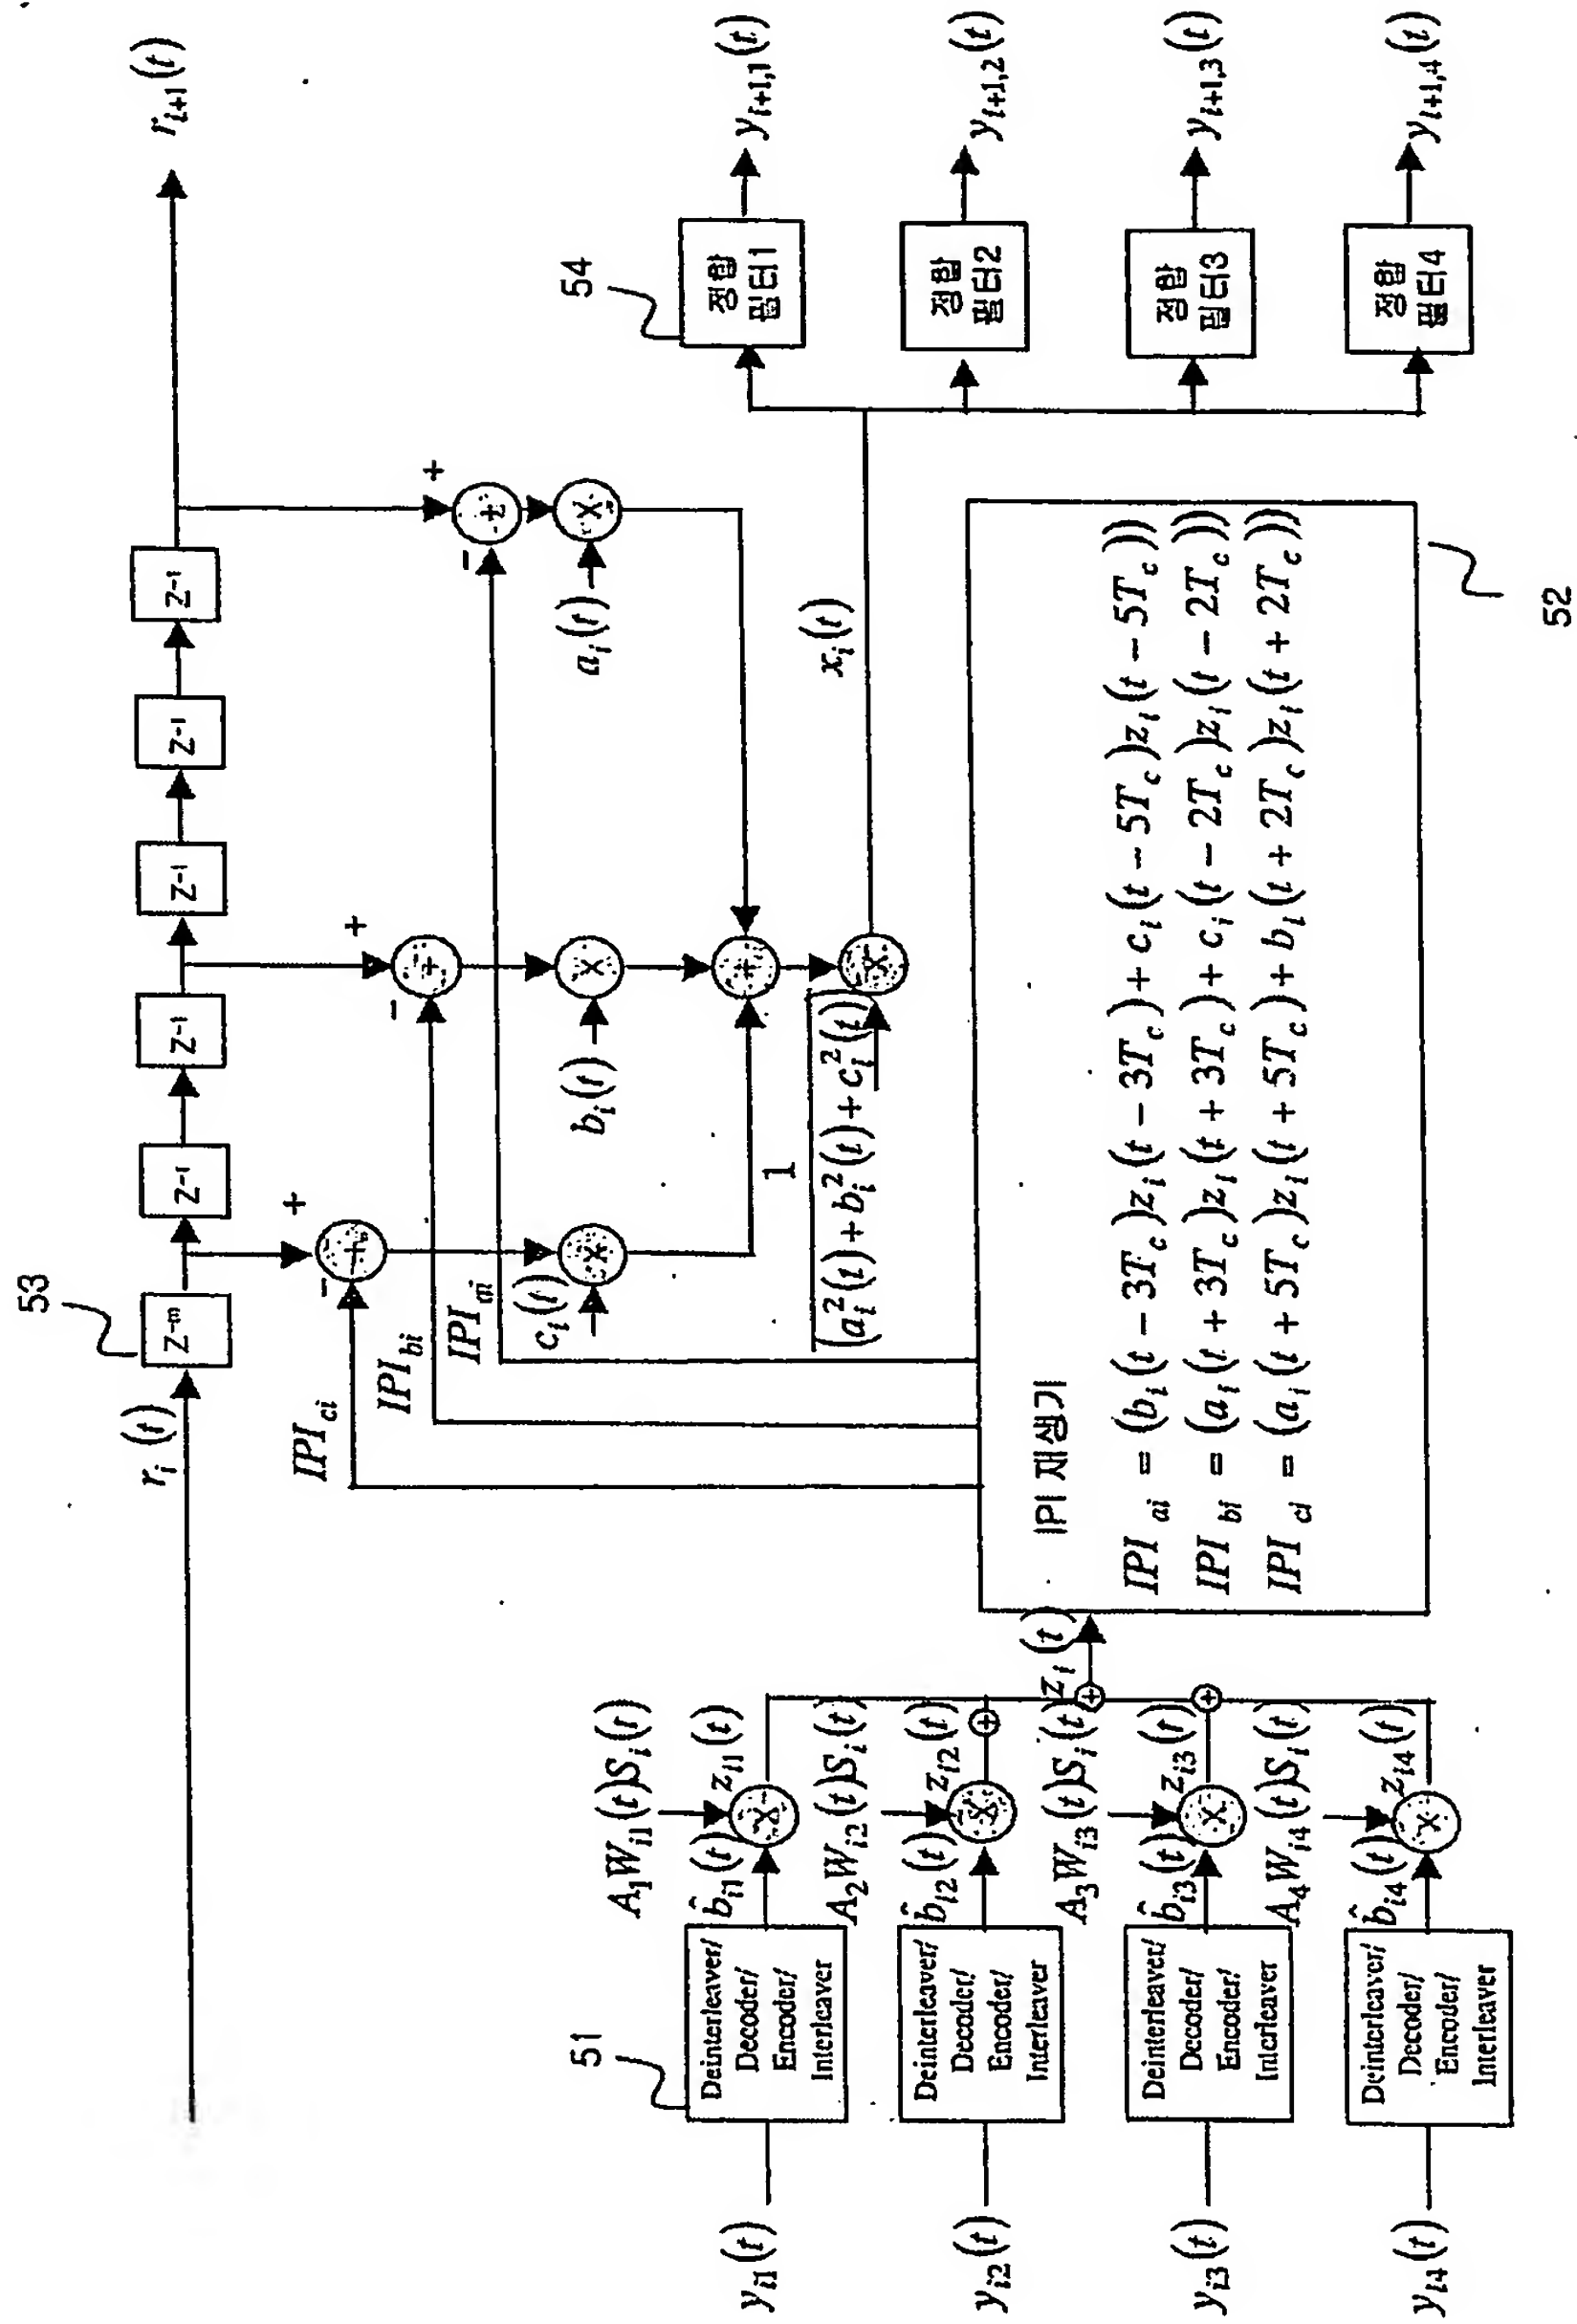 r_i(t)
53
z^{-m}
z^{-1}
z^{-1}
z^{-1}
z^{-1}
z^{-1}
r_{i+1}(t)
IPI_{ci}
IPI_{bi}
IPI_{ai}
+
-
+
-
+
-
c_i(t)
b_i(t)
a_i(t)
1
(a_i^2(t)+b_i^2(t)+c_i^2(t))
x_i(t)
54
정합
필터1
y_{i+1,1}(t)
정합
필터2
y_{i+1,2}(t)
정합
필터3
y_{i+1,3}(t)
정합
필터4
y_{i+1,4}(t)
51
y_{i1}(t)
Deinterleaver/
Decoder/
Encoder/
Interleaver
b̂_{i1}(t)
A_1W_{i1}(t)S_i(t)
z_{i1}(t)
y_{i2}(t)
Deinterleaver/
Decoder/
Encoder/
Interleaver
b̂_{i2}(t)
A_2W_{i2}(t)S_i(t)
z_{i2}(t)
y_{i3}(t)
Deinterleaver/
Decoder/
Encoder/
Interleaver
b̂_{i3}(t)
A_3W_{i3}(t)S_i(t)
z_{i3}(t)
y_{i4}(t)
Deinterleaver/
Decoder/
Encoder/
Interleaver
b̂_{i4}(t)
A_4W_{i4}(t)S_i(t)
z_{i4}(t)
z_i(t)
IPI 재생기
IPI_{ai} = (b_i(t − 3T_c)z_i(t − 3T_c) + c_i(t − 5T_c)z_i(t − 5T_c))
IPI_{bi} = (a_i(t + 3T_c)z_i(t + 3T_c) + c_i(t − 2T_c)z_i(t − 2T_c))
IPI_{ci} = (a_i(t + 5T_c)z_i(t + 5T_c) + b_i(t + 2T_c)z_i(t + 2T_c))
52